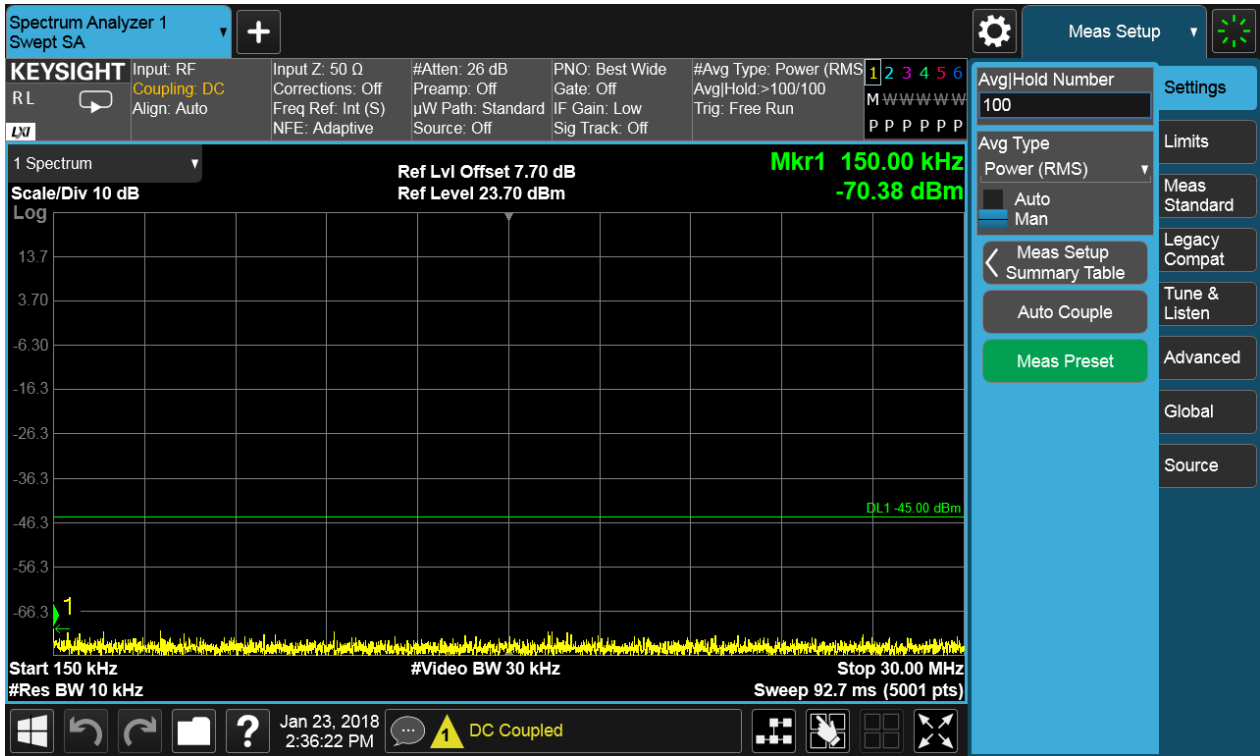 Spectrum Analyzer 1
Swept SA
Meas Setup
KEYSIGHT
RL
LXI
Input: RF
Coupling: DC
Align: Auto
Input Z: 50 Ω
Corrections: Off
Freq Ref: Int (S)
NFE: Adaptive
#Atten: 26 dB
Preamp: Off
µW Path: Standard
Source: Off
PNO: Best Wide
Gate: Off
IF Gain: Low
Sig Track: Off
#Avg Type: Power (RMS
Avg|Hold:>100/100
Trig: Free Run
1 2 3 4 5 6
M W W W W W
P P P P P P
1 Spectrum
Scale/Div 10 dB
Log
Ref Lvl Offset 7.70 dB
Ref Level 23.70 dBm
Mkr1 150.00 kHz
-70.38 dBm
13.7
3.70
-6.30
-16.3
-26.3
-36.3
DL1 -45.00 dBm
-46.3
-56.3
-66.3
1
Start 150 kHz
#Video BW 30 kHz
Stop 30.00 MHz
#Res BW 10 kHz
Sweep 92.7 ms (5001 pts)
Avg|Hold Number
100
Avg Type
Power (RMS)
Auto
Man
Meas Setup
Summary Table
Auto Couple
Meas Preset
Settings
Limits
Meas
Standard
Legacy
Compat
Tune &
Listen
Advanced
Global
Source
?
Jan 23, 2018
2:36:22 PM
1
DC Coupled